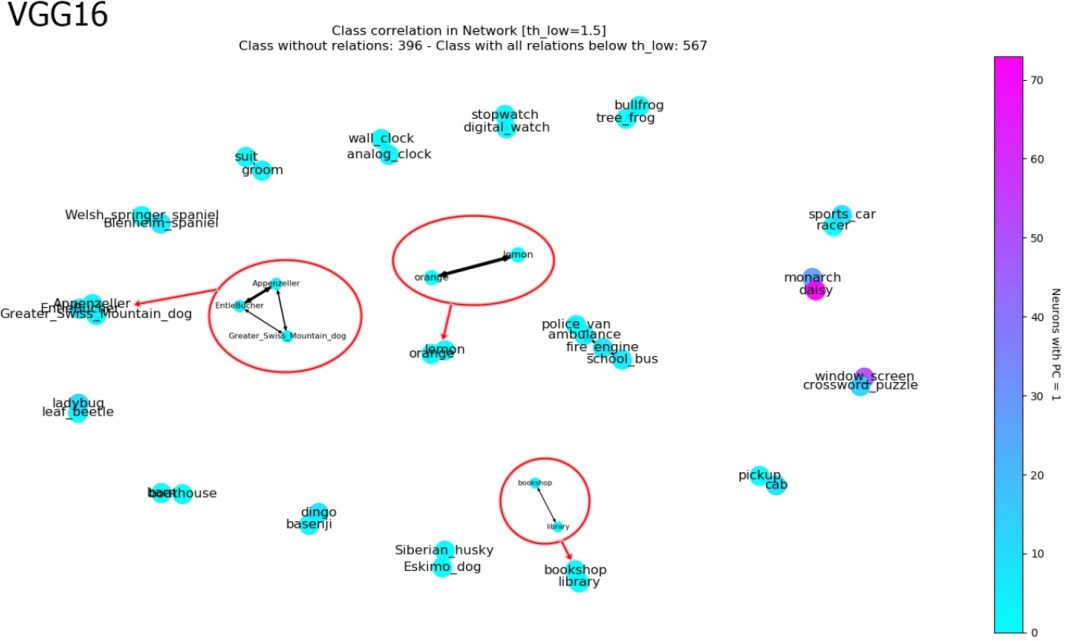 VGG16
Class correlation in Network [th_low=1.5]
Class without relations: 396 - Class with all relations below th_low: 567
bullfrog
tree_frog
stopwatch
digital_watch
wall_clock
analog_clock
suit
groom
Welsh_springer_spaniel
Blenheim_spaniel
sports_car
racer
lemon
orange
monarch
daisy
Appenzeller
EntleBucher
Greater_Swiss_Mountain_dog
Appenzeller
EntleBucher
Greater_Swiss_Mountain_dog
police_van
ambulance
fire_engine
school_bus
lemon
orange
window_screen
crossword_puzzle
ladybug
leaf_beetle
pickup
cab
bookshop
library
boathouse
dingo
basenji
Siberian_husky
Eskimo_dog
bookshop
library
70
60
50
40
30
20
10
0
Neurons with PC = 1